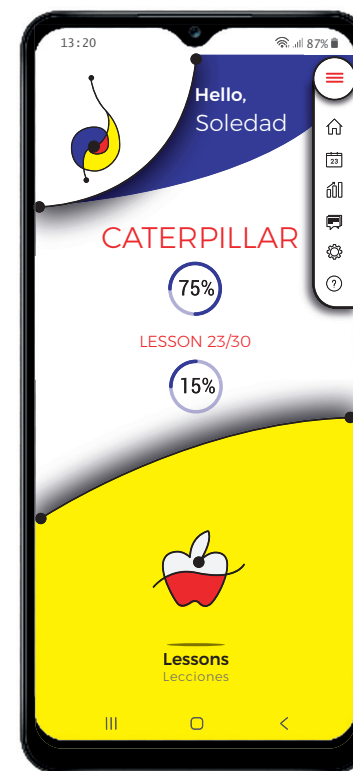 13:20
87%
Hello,
Soledad
23
CATERPILLAR
75%
LESSON 23/30
15%
Lessons
Lecciones